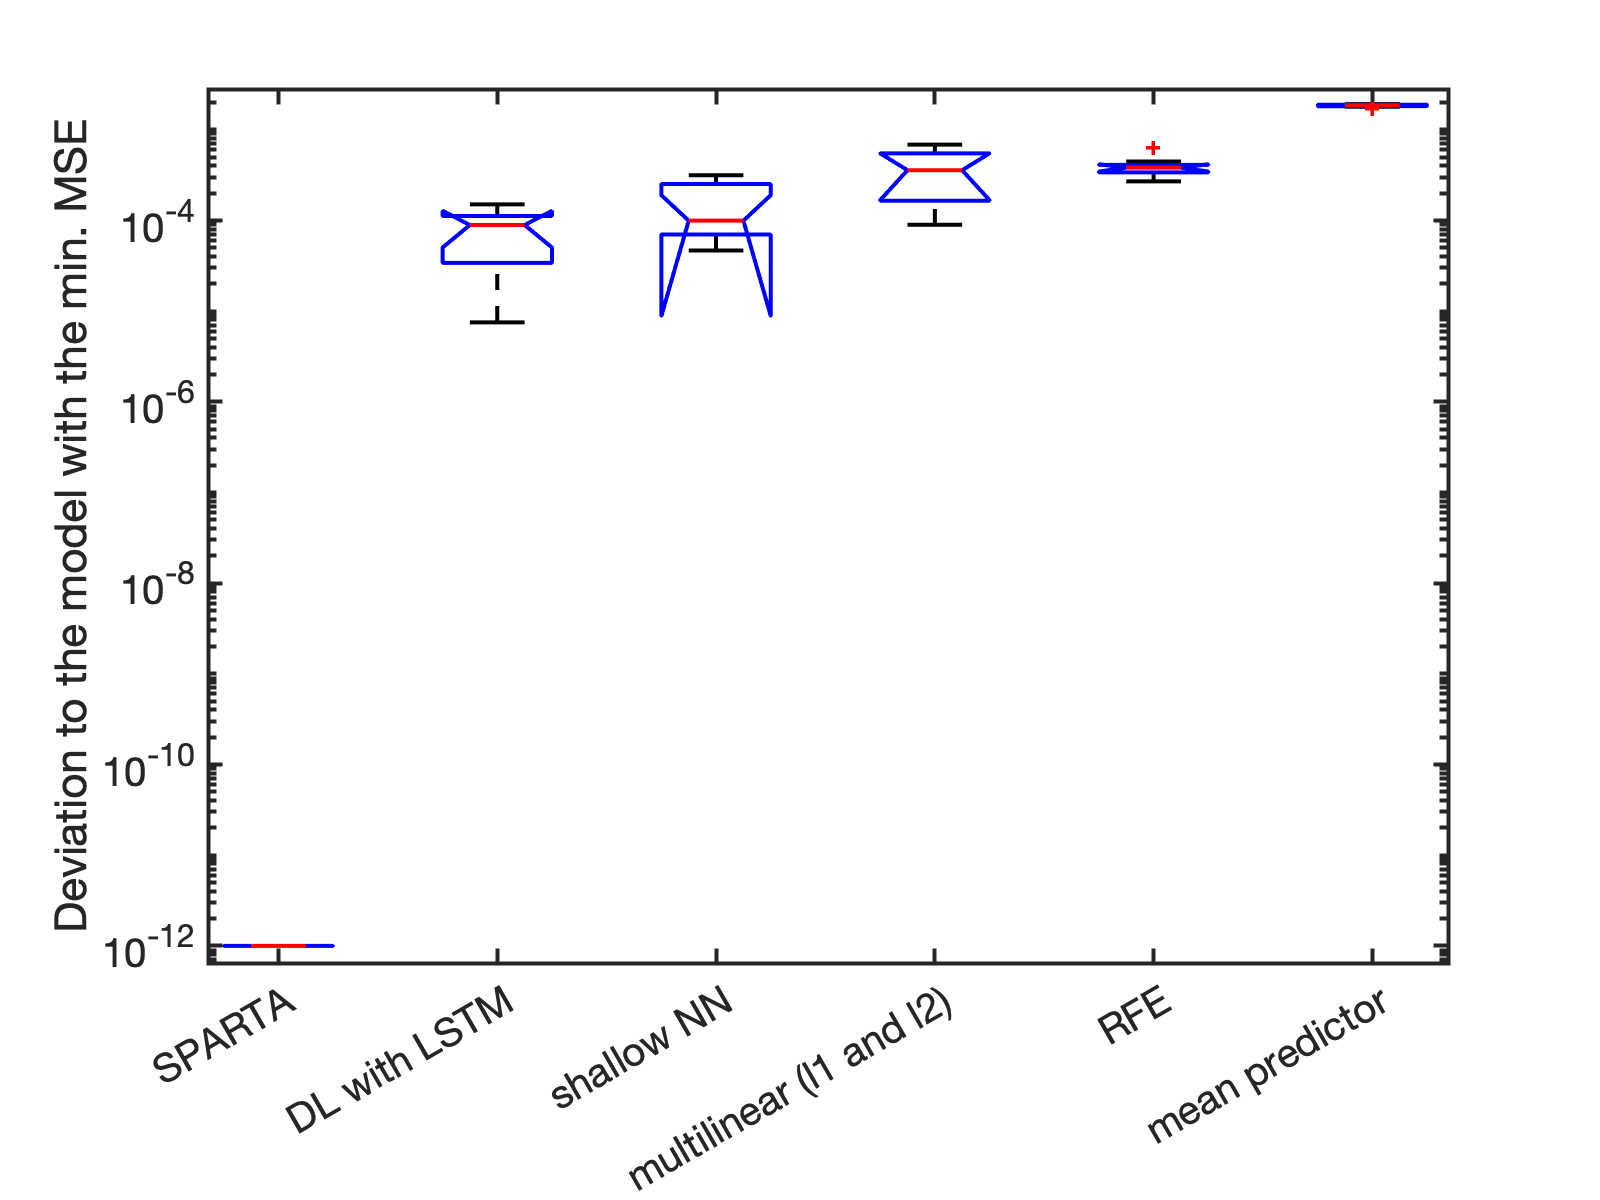 Deviation to the model with the min. MSE
10^-4
10^-6
10^-8
10^-10
10^-12
SPARTA
DL with LSTM
shallow NN
multilinear (l1 and l2)
RFE
mean predictor